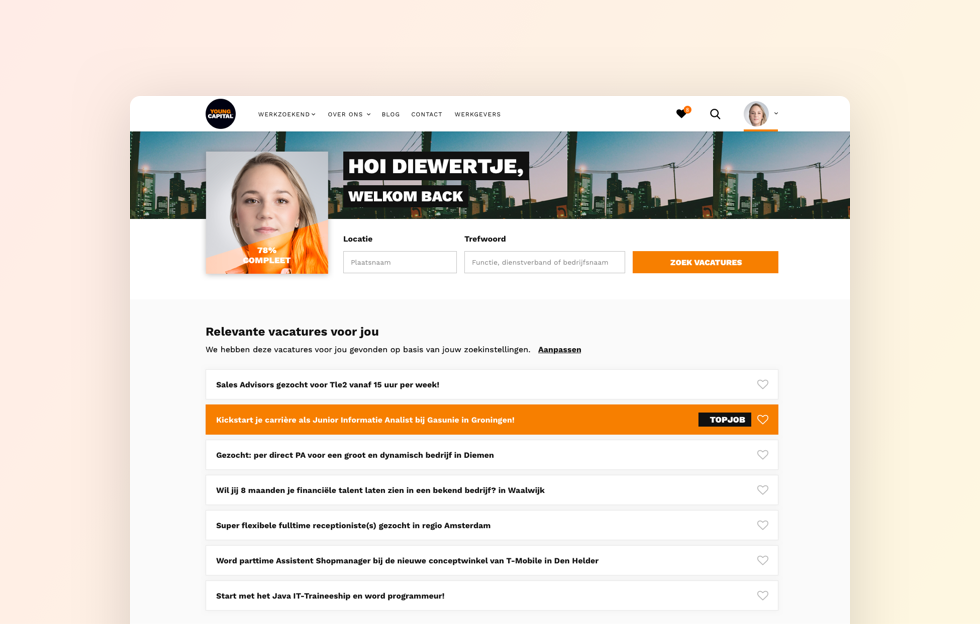 YOUNG
CAPITAL
WERKZOEKEND
OVER ONS
BLOG
CONTACT
WERKGEVERS
HOI DIEWERTJE,
WELKOM BACK
78%
COMPLEET
Locatie
Trefwoord
Plaatsnaam
Functie, dienstverband of bedrijfsnaam
ZOEK VACATURES
Relevante vacatures voor jou
We hebben deze vacatures voor jou gevonden op basis van jouw zoekinstellingen. Aanpassen
Sales Advisors gezocht voor Tle2 vanaf 15 uur per week!
Kickstart je carrière als Junior Informatie Analist bij Gasunie in Groningen!
TOPJOB
Gezocht: per direct PA voor een groot en dynamisch bedrijf in Diemen
Wil jij 8 maanden je financiële talent laten zien in een bekend bedrijf? in Waalwijk
Super flexibele fulltime receptioniste(s) gezocht in regio Amsterdam
Word parttime Assistent Shopmanager bij de nieuwe conceptwinkel van T-Mobile in Den Helder
Start met het Java IT-Traineeship en word programmeur!